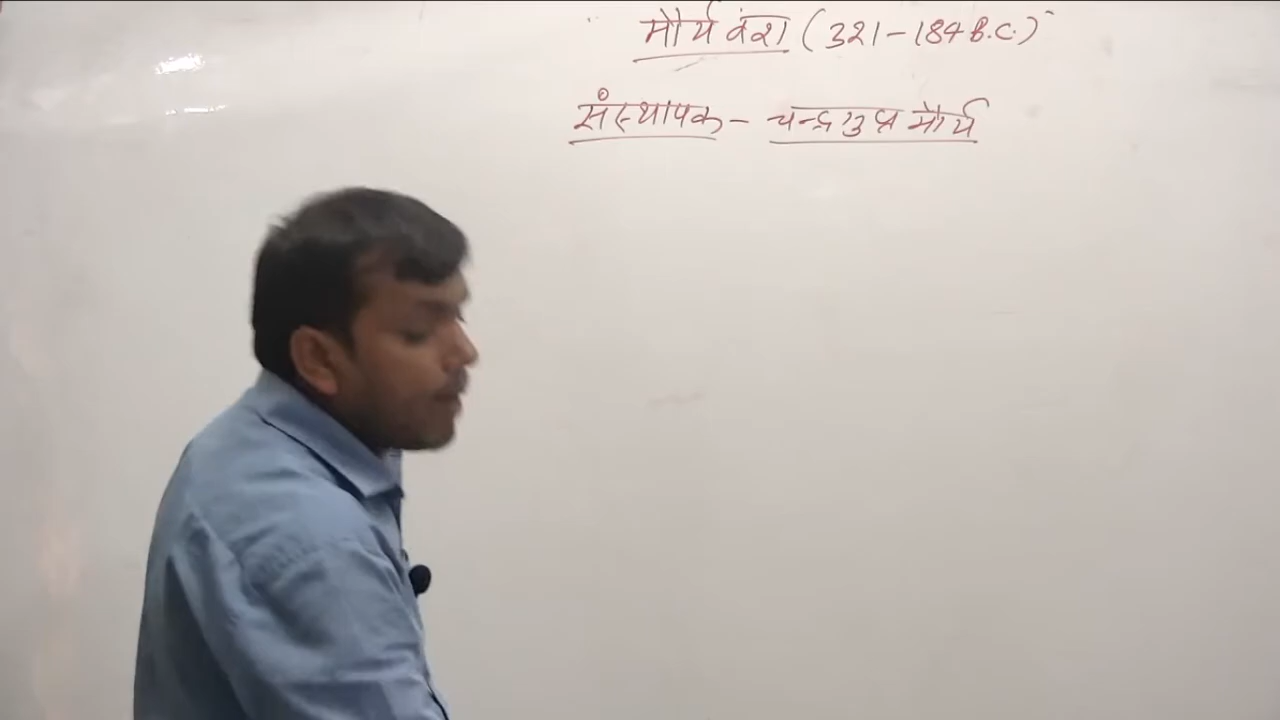 मौर्य वंश (321-184 B.C.)
संस्थापक - चन्द्रगुप्त मौर्य